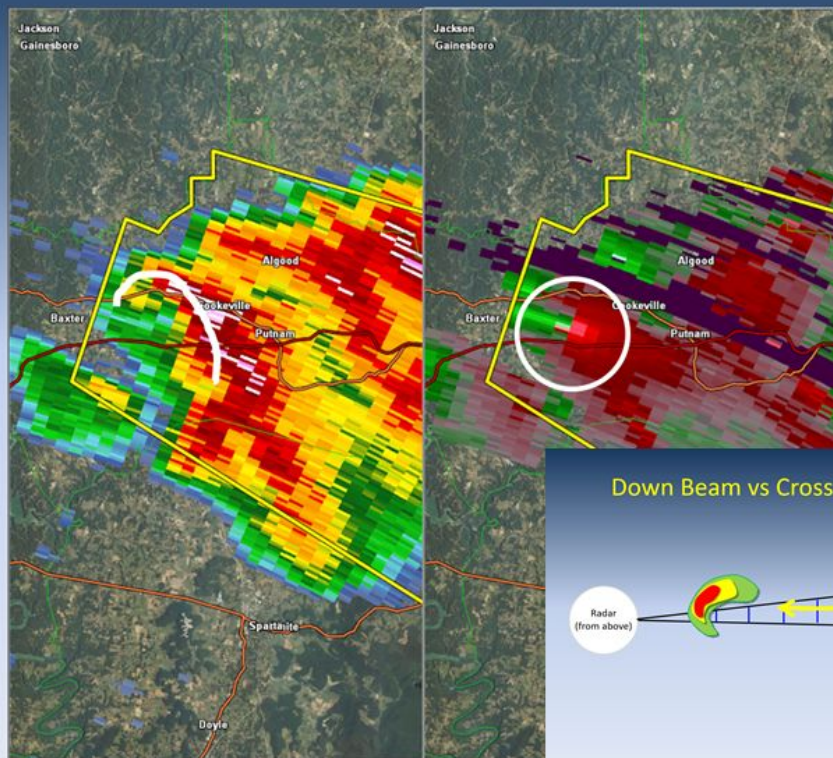 Jackson
Gainesboro
Algood
Cookeville
Baxter
Putnam
Sparta
Doyle
Jackson
Gainesboro
Algood
Cookeville
Baxter
Putnam
Down Beam vs Cross
Radar
(from above)